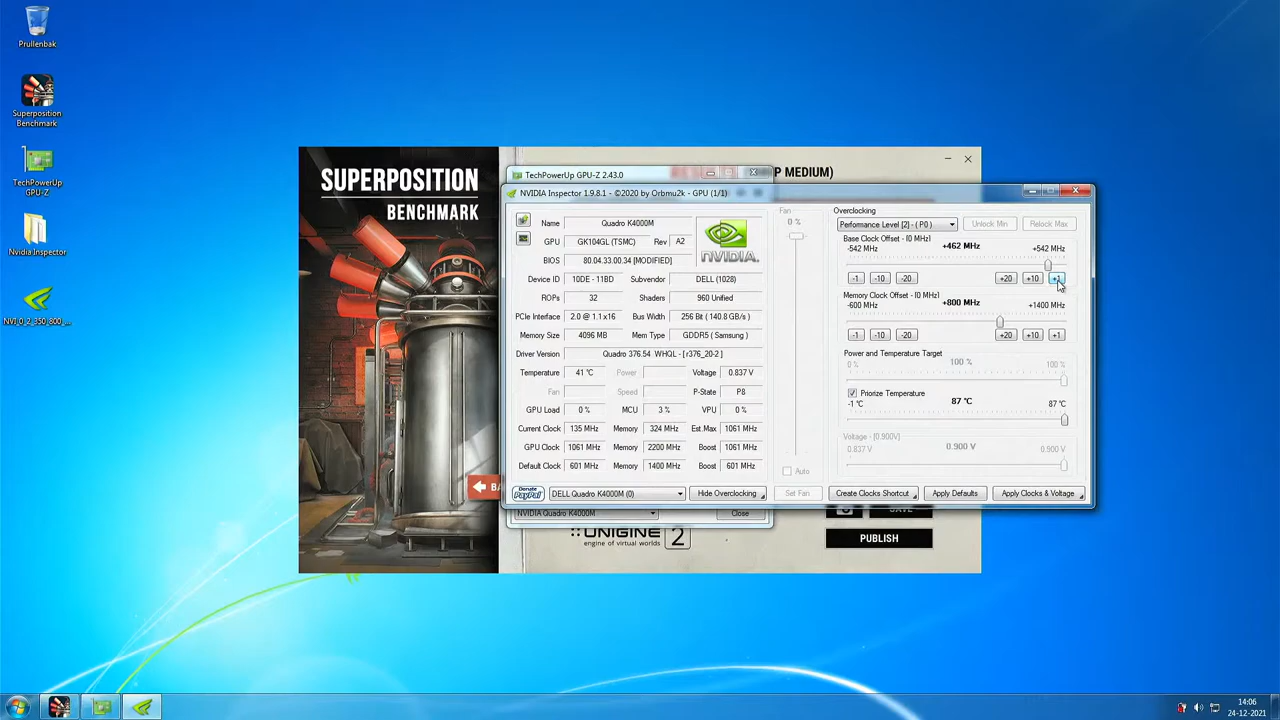 Prullenbak
Superposition
Benchmark
TechPowerUp
GPU-Z
Nvidia Inspector
NVI_0_2_350_800_...
SUPERPOSITION
BENCHMARK
P MEDIUM)
TechPowerUp GPU-Z 2.43.0
NVIDIA Inspector 1.9.8.1 - ©2020 by Orbmu2k - GPU (1/1)
Name Quadro K4000M
GPU GK104GL (TSMC) Rev A2
BIOS 80.04.33.00.34 [MODIFIED]
NVIDIA.
Device ID 10DE - 11BD Subvendor DELL (1028)
ROPs 32 Shaders 960 Unified
PCIe Interface 2.0 @ 1.1 x16 Bus Width 256 Bit ( 140.8 GB/s )
Memory Size 4096 MB Mem Type GDDR5 ( Samsung )
Driver Version Quadro 376.54 WHQL - [ r376_20-2 ]
Temperature 41 °C Power Voltage 0.837 V
Fan Speed P-State P8
GPU Load 0 % MCU 3 % VPU 0 %
Current Clock 135 MHz Memory 324 MHz Est.Max 1061 MHz
GPU Clock 1061 MHz Memory 2200 MHz Boost 1061 MHz
Default Clock 601 MHz Memory 1400 MHz Boost 601 MHz
Donate
PayPal
DELL Quadro K4000M (0) Hide Overclocking
Fan
0 %
Auto
Set Fan
Overclocking
Performance Level [2] - ( P0 ) Unlock Min Relock Max
Base Clock Offset - [0 MHz]
-542 MHz +462 MHz +542 MHz
-1 -10 -20 +20 +10 +1
Memory Clock Offset - [0 MHz]
-600 MHz +800 MHz +1400 MHz
-1 -10 -20 +20 +10 +1
Power and Temperature Target
0 % 100 % 100 %
Priorize Temperature
-1 °C 87 °C 87 °C
Voltage - [0.900V]
0.837 V 0.900 V 0.900 V
Create Clocks Shortcut Apply Defaults Apply Clocks & Voltage
NVIDIA Quadro K4000M Close
BA
UNIGINE 2
engine of virtual worlds
SAVE
PUBLISH
14:06
24-12-2021